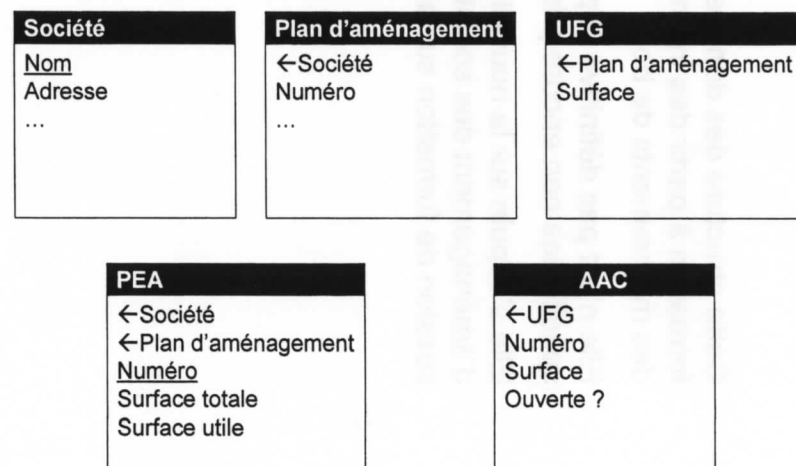 Société
Nom
Adresse
...
Plan d'aménagement
←Société
Numéro
...
UFG
←Plan d'aménagement
Surface
PEA
←Société
←Plan d'aménagement
Numéro
Surface totale
Surface utile
AAC
←UFG
Numéro
Surface
Ouverte ?